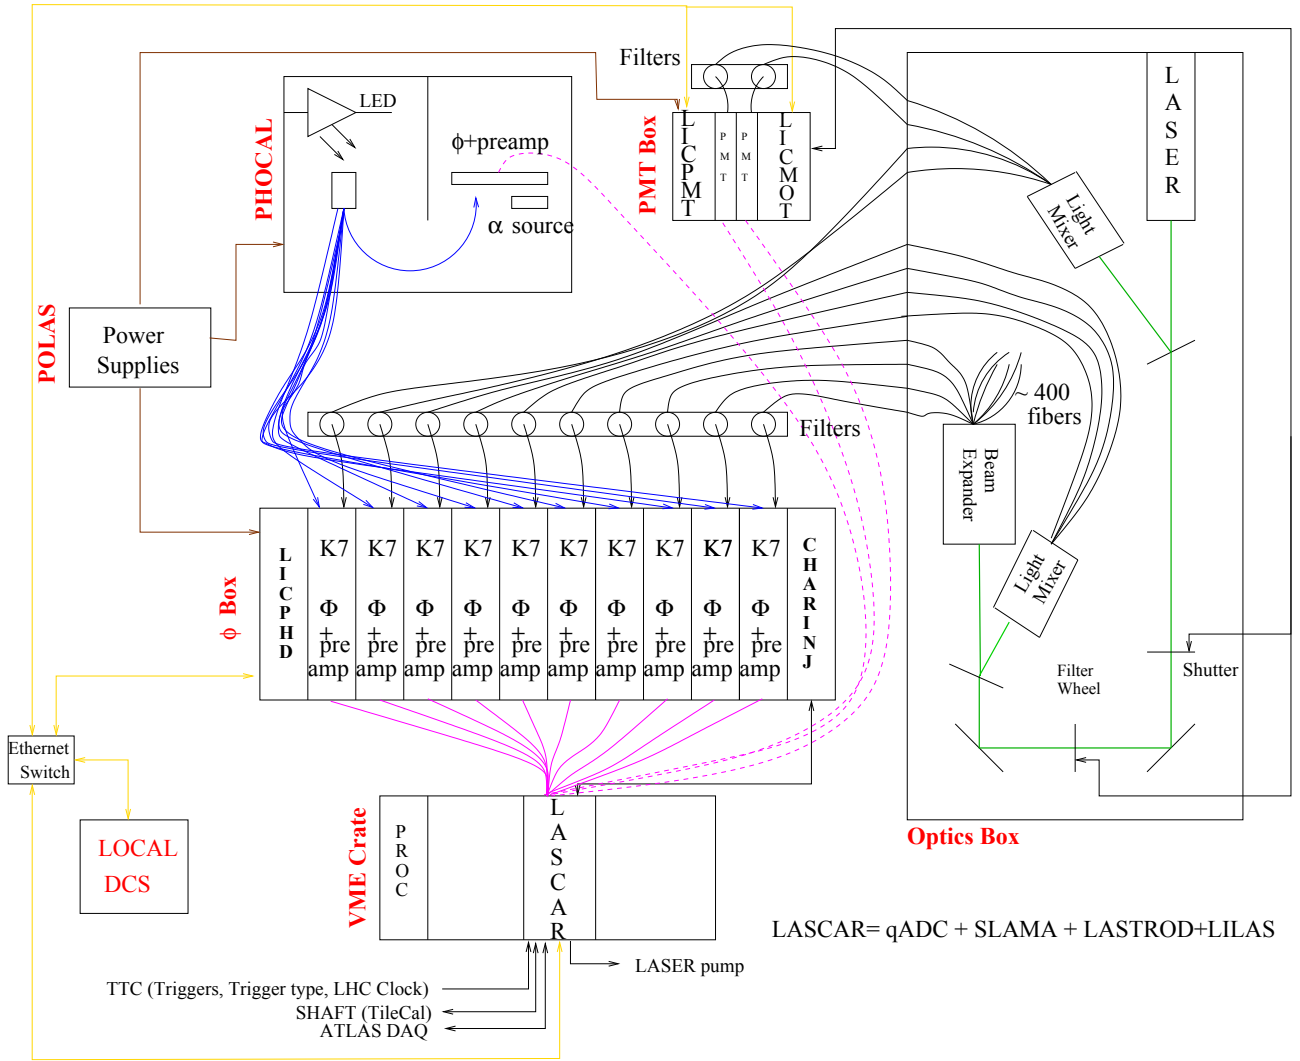 Filters
LASER
LED
PHOCAL
ϕ+preamp
α source
PMT Box
LICPMT
PMT
PMT
LICMOT
Light
Mixer
POLAS
Power
Supplies
~ 400
fibers
Filters
Beam
Expander
Light
Mixer
ϕ Box
LICPHD
K7
K7
K7
K7
K7
K7
K7
K7
K7
K7
Φ
Φ
Φ
Φ
Φ
Φ
Φ
Φ
Φ
Φ
+pre
+pre
+pre
+pre
+pre
+pre
+pre
+pre
+pre
+pre
amp
amp
amp
amp
amp
amp
amp
amp
amp
amp
CHARINJ
Filter
Wheel
Shutter
Ethernet
Switch
LOCAL
DCS
VME Crate
PROC
LASCAR
Optics Box
LASCAR= qADC + SLAMA + LASTROD+LILAS
LASER pump
TTC (Triggers, Trigger type, LHC Clock)
SHAFT (TileCal)
ATLAS DAQ